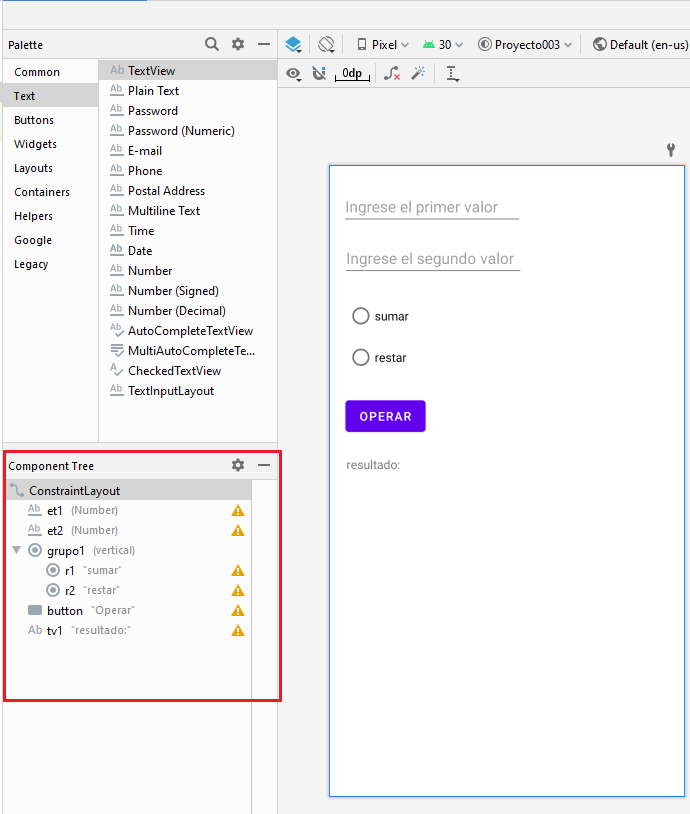 Palette
Pixel
30
Proyecto003
Default (en-us)
Common
Text
Buttons
Widgets
Layouts
Containers
Helpers
Google
Legacy
Ab TextView
Ab Plain Text
Ab Password
Ab Password (Numeric)
Ab E-mail
Ab Phone
Ab Postal Address
Ab Multiline Text
Ab Time
Ab Date
Ab Number
Ab Number (Signed)
Ab Number (Decimal)
A AutoCompleteTextView
MultiAutoCompleteTe...
A CheckedTextView
Ab TextInputLayout
0dp
Ingrese el primer valor
Ingrese el segundo valor
sumar
restar
OPERAR
resultado:
Component Tree
ConstraintLayout
Ab et1 (Number)
Ab et2 (Number)
grupo1 (vertical)
r1 "sumar"
r2 "restar"
button "Operar"
Ab tv1 "resultado:"